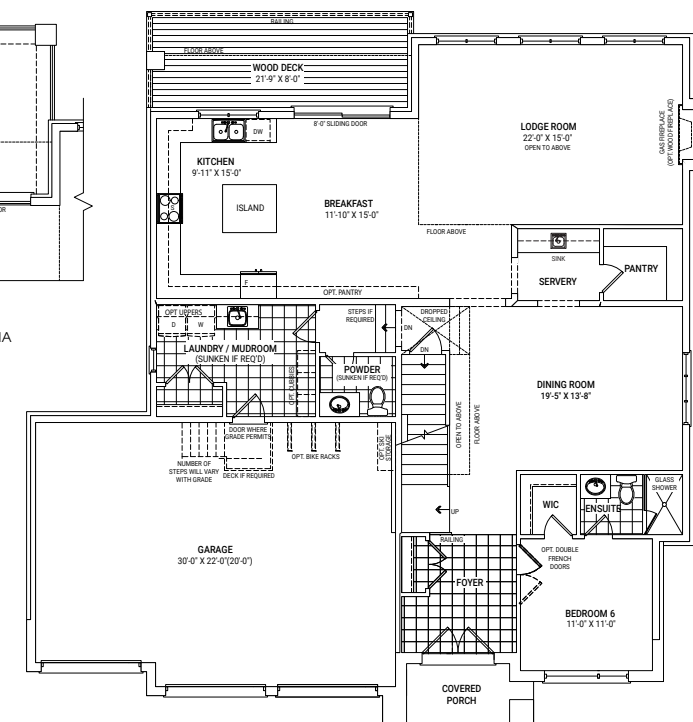 RAILING
FLOOR ABOVE
WOOD DECK
21'-9" X 8'-0"
8'-0" SLIDING DOOR
DW
KITCHEN
9'-11" X 15'-0"
ISLAND
BREAKFAST
11'-10" X 15'-0"
LODGE ROOM
22'-0" X 15'-0"
OPEN TO ABOVE
GAS FIREPLACE
(OPT. WOOD FIREPLACE)
FLOOR ABOVE
SINK
SERVERY
PANTRY
F
OPT. PANTRY
OPT UPPERS
D
W
LAUNDRY / MUDROOM
(SUNKEN IF REQ'D)
OPT. CUBBIES
STEPS IF
REQUIRED
DN
DROPPED
CEILING
DN
POWDER
(SUNKEN IF REQ'D)
OPEN TO ABOVE
FLOOR ABOVE
DINING ROOM
19'-5" X 13'-8"
DOOR WHERE
GRADE PERMITS
NUMBER OF
STEPS WILL VARY
WITH GRADE
DECK IF REQUIRED
OPT. BIKE RACKS
OPT. SKI
STORAGE
UP
WIC
ENSUITE
GLASS
SHOWER
GARAGE
30'-0" X 22'-0"(20'-0")
RAILING
FOYER
OPT. DOUBLE
FRENCH
DOORS
BEDROOM 6
11'-0" X 11'-0"
COVERED
PORCH